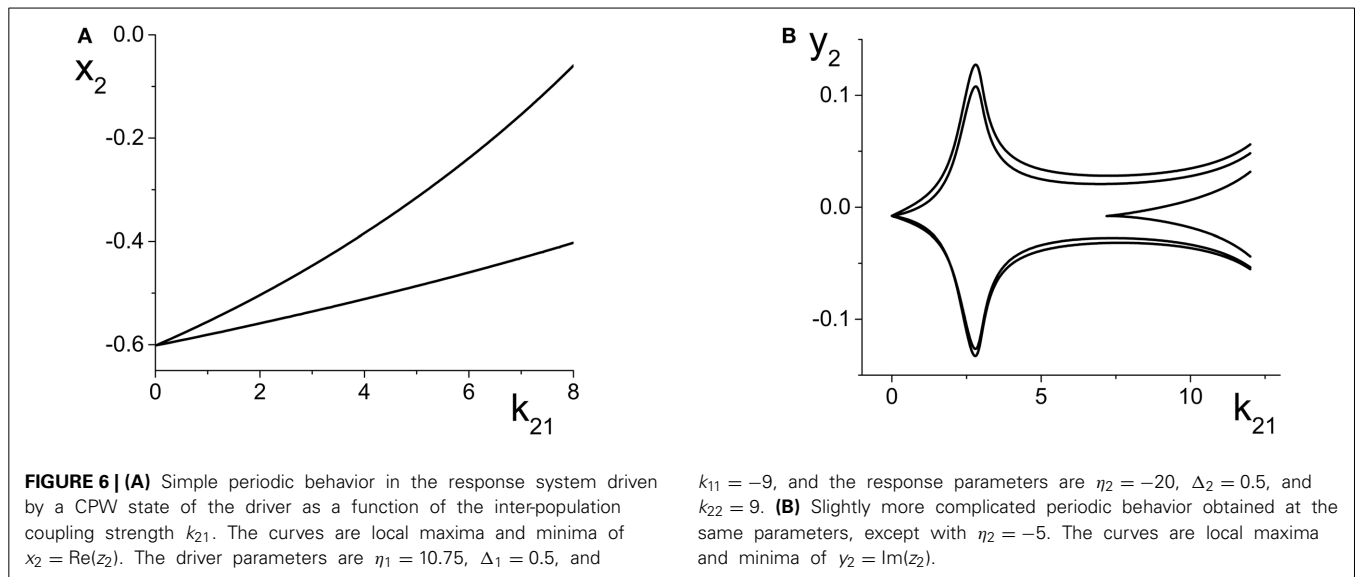 A
x2
0.0
-0.2
-0.4
-0.6
0
2
4
6
8
k21
B
y2
0.1
0.0
-0.1
0
5
10
k21
FIGURE 6 | (A) Simple periodic behavior in the response system driven
by a CPW state of the driver as a function of the inter-population
coupling strength k21. The curves are local maxima and minima of
x2 = Re(z2). The driver parameters are η1 = 10.75, Δ1 = 0.5, and
k11 = −9, and the response parameters are η2 = −20, Δ2 = 0.5, and
k22 = 9. (B) Slightly more complicated periodic behavior obtained at the
same parameters, except with η2 = −5. The curves are local maxima
and minima of y2 = Im(z2).